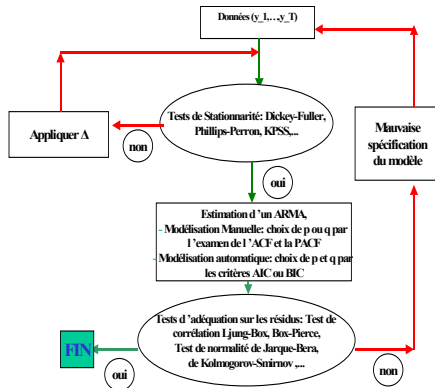 Données (y_1,…,y_T)
Tests de Stationnarité: Dickey-Fuller,
Phillips-Perron, KPSS,...
Appliquer Δ
non
Mauvaise
spécification
du modèle
oui
Estimation d'un ARMA,
- Modélisation Manuelle: choix de p ou q par
l'examen de l'ACF et la PACF
- Modélisation automatique: choix de p et q par
les critères AIC ou BIC
Tests d'adéquation sur les résidus: Test de
corrélation Ljung-Box, Box-Pierce,
Test de normalité de Jarque-Bera,
de Kolmogorov-Smirnov ,...
FIN
oui
non